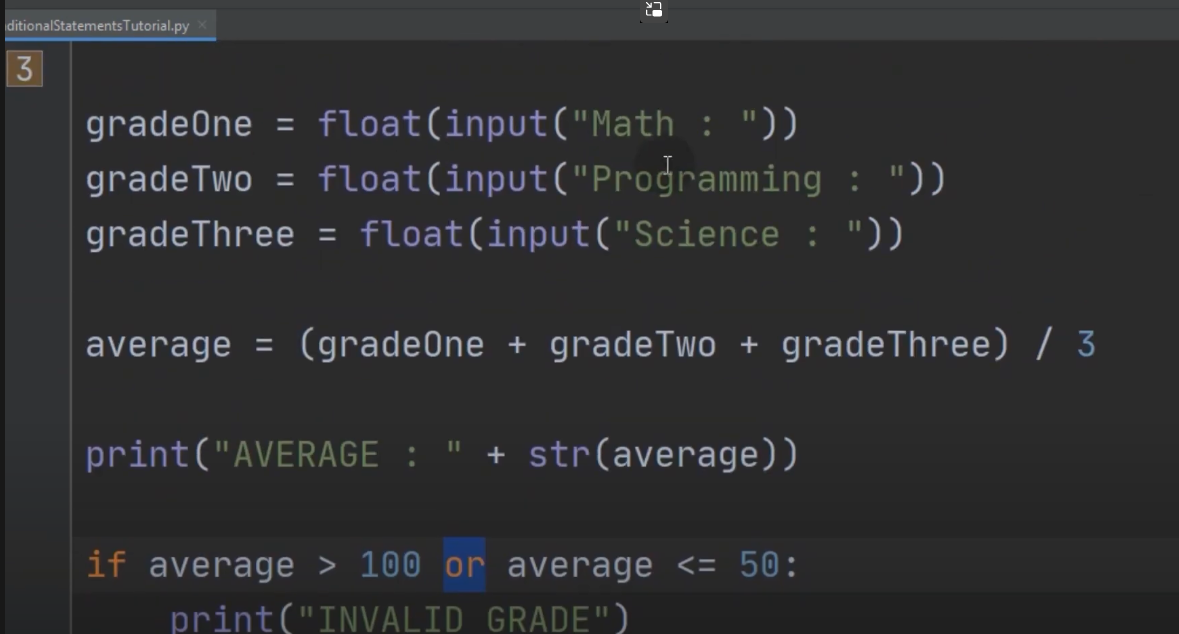 ditionalStatementsTutorial.py ×
3
gradeOne = float(input("Math : "))
gradeTwo = float(input("Programming : "))
gradeThree = float(input("Science : "))
average = (gradeOne + gradeTwo + gradeThree) / 3
print("AVERAGE : " + str(average))
if average > 100 or average <= 50:
print("INVALID GRADE")